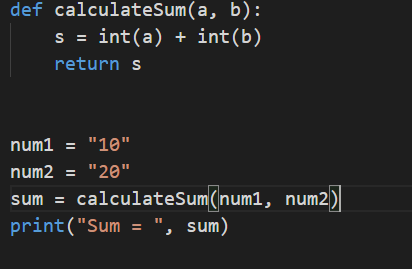 def calculateSum(a, b):
    s = int(a) + int(b)
    return s
num1 = "10"
num2 = "20"
sum = calculateSum(num1, num2)
print("Sum = ", sum)